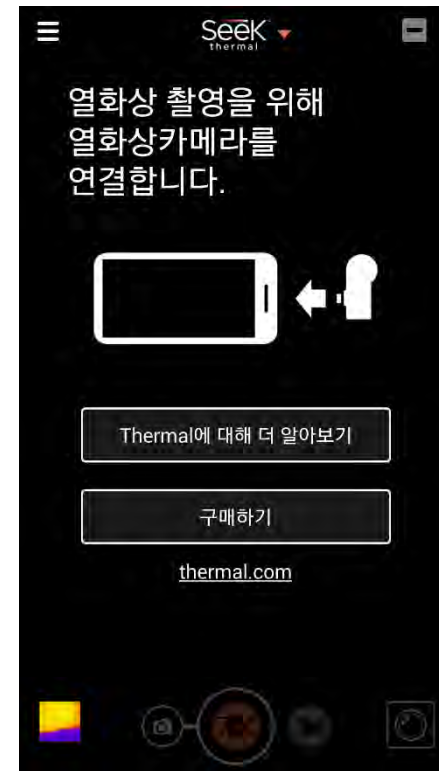 Seek
thermal
열화상 촬영을 위해
열화상카메라를
연결합니다.
Thermal에 대해 더 알아보기
구매하기
thermal.com